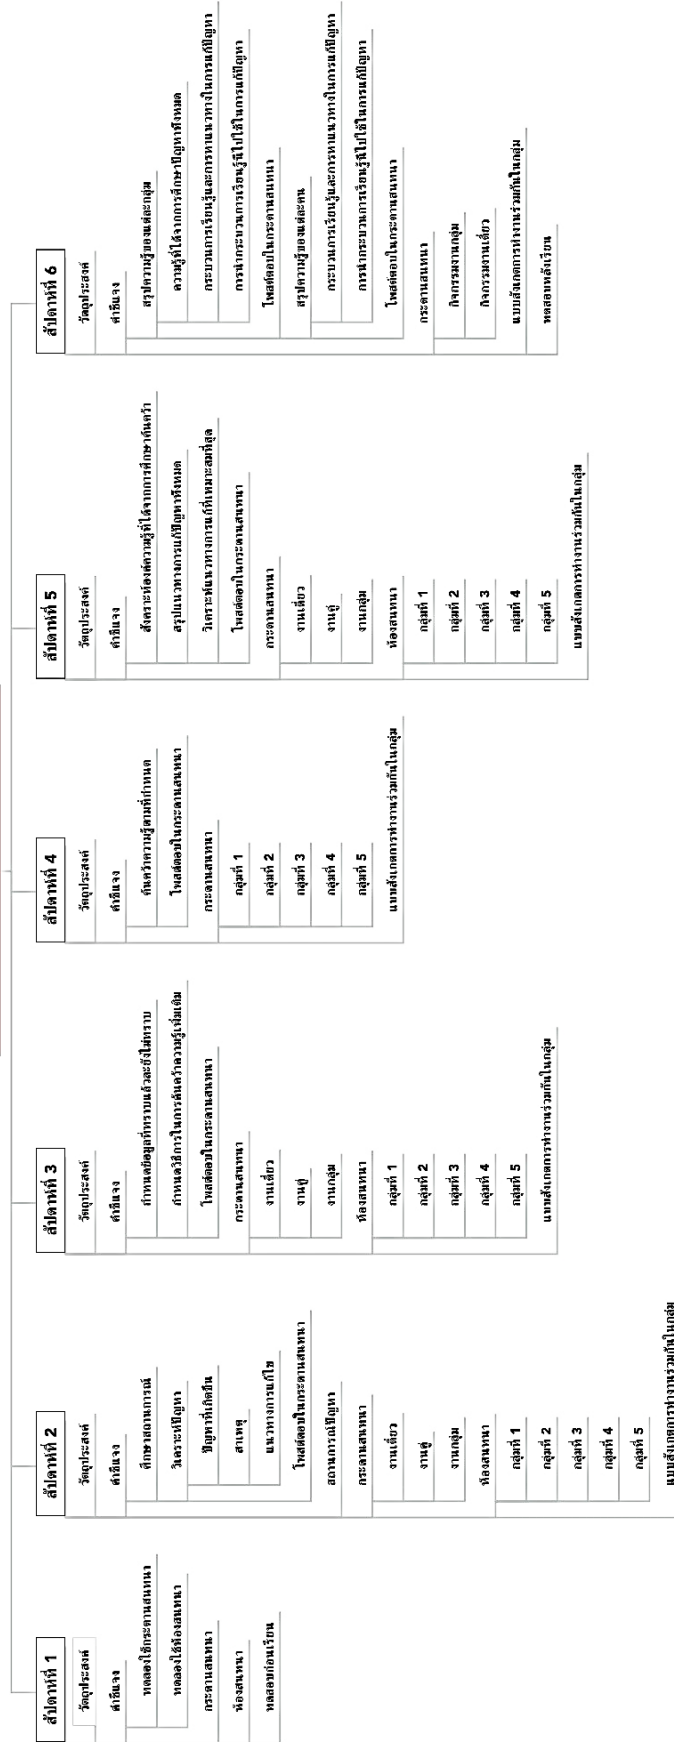 สัปดาห์ที่ 1
วัตถุประสงค์
คำชี้แจง
ทดลองใช้กระดานสนทนา
ทดลองใช้ห้องสนทนา
กระดานสนทนา
ห้องสนทนา
ทดสอบก่อนเรียน
สัปดาห์ที่ 2
วัตถุประสงค์
คำชี้แจง
ศึกษาสถานการณ์
วิเคราะห์ปัญหา
ปัญหาที่เกิดขึ้น
สาเหตุ
แนวทางการแก้ไข
โพสต์ตอบในกระดานสนทนา
สถานการณ์ปัญหา
กระดานสนทนา
งานเดี่ยว
งานคู่
งานกลุ่ม
ห้องสนทนา
กลุ่มที่ 1
กลุ่มที่ 2
กลุ่มที่ 3
กลุ่มที่ 4
กลุ่มที่ 5
แบบสังเกตการทำงานร่วมกันในกลุ่ม
สัปดาห์ที่ 3
วัตถุประสงค์
คำชี้แจง
กำหนดข้อมูลที่ทราบแล้วละยังไม่ทราบ
กำหนดวิธีการในการค้นคว้าความรู้เพิ่มเติม
โพสต์ตอบในกระดานสนทนา
กระดานสนทนา
งานเดี่ยว
งานคู่
งานกลุ่ม
ห้องสนทนา
กลุ่มที่ 1
กลุ่มที่ 2
กลุ่มที่ 3
กลุ่มที่ 4
กลุ่มที่ 5
แบบสังเกตการทำงานร่วมกันในกลุ่ม
สัปดาห์ที่ 4
วัตถุประสงค์
คำชี้แจง
ค้นคว้าความรู้ตามที่กำหนด
โพสต์ตอบในกระดานสนทนา
กระดานสนทนา
กลุ่มที่ 1
กลุ่มที่ 2
กลุ่มที่ 3
กลุ่มที่ 4
กลุ่มที่ 5
แบบสังเกตการทำงานร่วมกันในกลุ่ม
สัปดาห์ที่ 5
วัตถุประสงค์
คำชี้แจง
สังเคราะห์องค์ความรู้ที่ได้จากการศึกษาค้นคว้า
สรุปแนวทางการแก้ปัญหาทั้งหมด
วิเคราะห์แนวทางการแก้ที่เหมาะสมที่สุด
โพสต์ตอบในกระดานสนทนา
กระดานสนทนา
งานเดี่ยว
งานคู่
งานกลุ่ม
ห้องสนทนา
กลุ่มที่ 1
กลุ่มที่ 2
กลุ่มที่ 3
กลุ่มที่ 4
กลุ่มที่ 5
แบบสังเกตการทำงานร่วมกันในกลุ่ม
สัปดาห์ที่ 6
วัตถุประสงค์
คำชี้แจง
สรุปความรู้ของแต่ละกลุ่ม
ความรู้ที่ได้จากการศึกษาปัญหาทั้งหมด
กระบวนการเรียนรู้และการหาแนวทางในการแก้ปัญหา
การนำกระบวนการเรียนรู้นี้ไปใช้ในการแก้ปัญหา
โพสต์ตอบในกระดานสนทนา
สรุปความรู้ของแต่ละคน
กระบวนการเรียนรู้และการหาแนวทางในการแก้ปัญหา
การนำกระบวนการเรียนรู้นี้ไปใช้ในการแก้ปัญหา
โพสต์ตอบในกระดานสนทนา
กระดานสนทนา
กิจกรรมงานกลุ่ม
กิจกรรมงานเดี่ยว
แบบสังเกตการทำงานร่วมกันในกลุ่ม
ทดสอบหลังเรียน